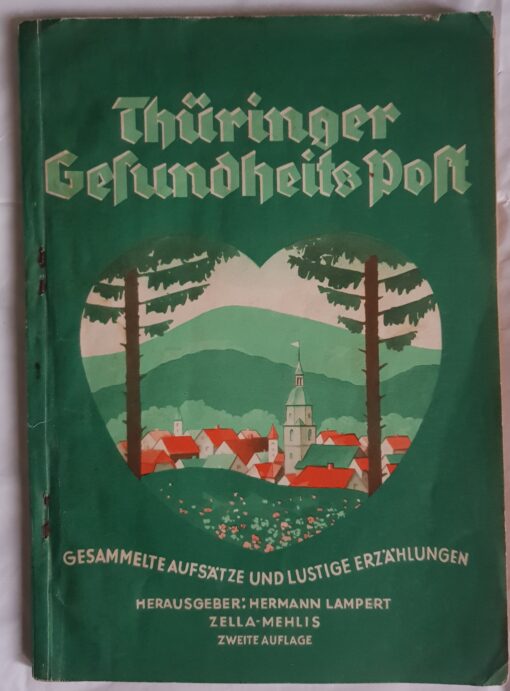 Thüringer
Gesundheits Post
GESAMMELTE AUFSÄTZE UND LUSTIGE ERZÄHLUNGEN
HERAUSGEBER: HERMANN LAMPERT
ZELLA-MEHLIS
ZWEITE AUFLAGE